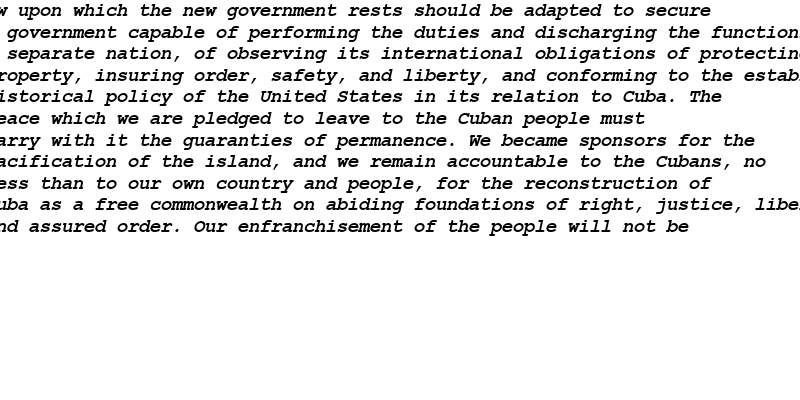 w upon which the new government rests should be adapted to secure
government capable of performing the duties and discharging the function
separate nation, of observing its international obligations of protecting
roperty, insuring order, safety, and liberty, and conforming to the estab
istorical policy of the United States in its relation to Cuba. The
eace which we are pledged to leave to the Cuban people must
arry with it the guaranties of permanence. We became sponsors for the
acification of the island, and we remain accountable to the Cubans, no
ess than to our own country and people, for the reconstruction of
uba as a free commonwealth on abiding foundations of right, justice, libe
nd assured order. Our enfranchisement of the people will not be